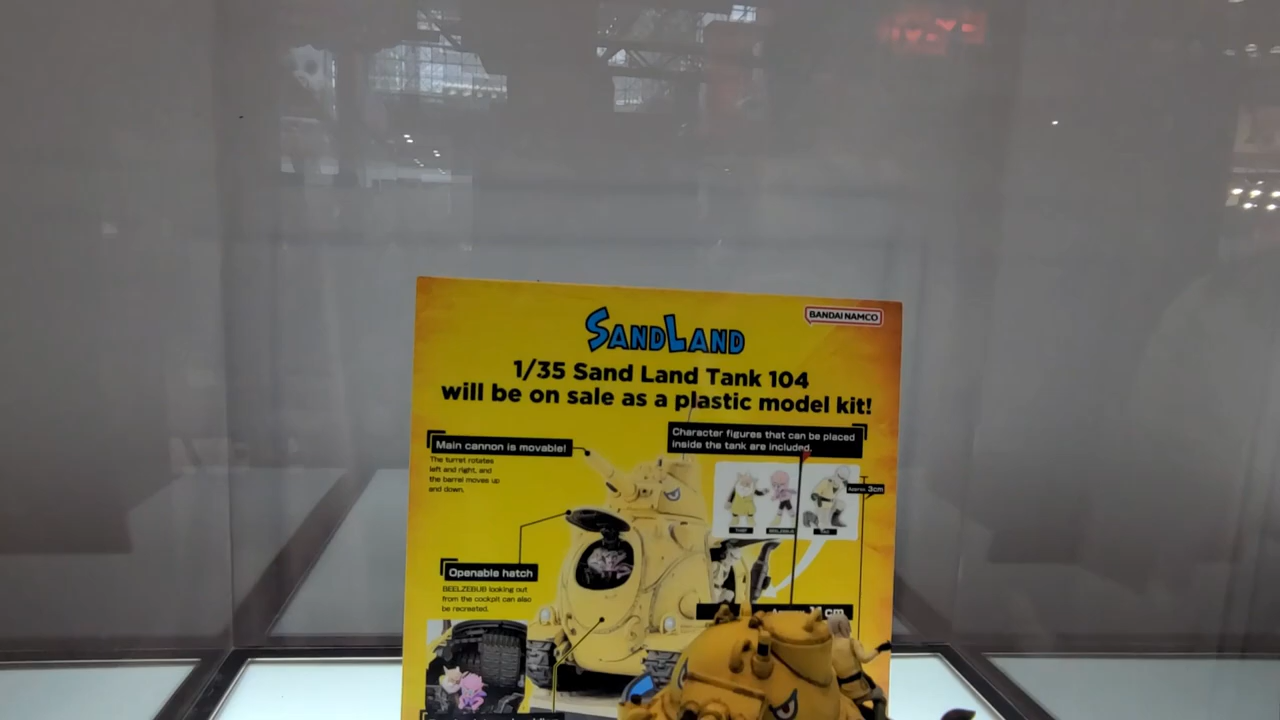 SANDLAND
BANDAI NAMCO
1/35 Sand Land Tank 104
will be on sale as a plastic model kit!
Main cannon is movable!
The turret rotates
left and right, and
the barrel moves up
and down.
Character figures that can be placed
inside the tank are included.
Approx. 3cm
Openable hatch
BEELZEBUB looking out
from the cockpit can also
be recreated.
cm